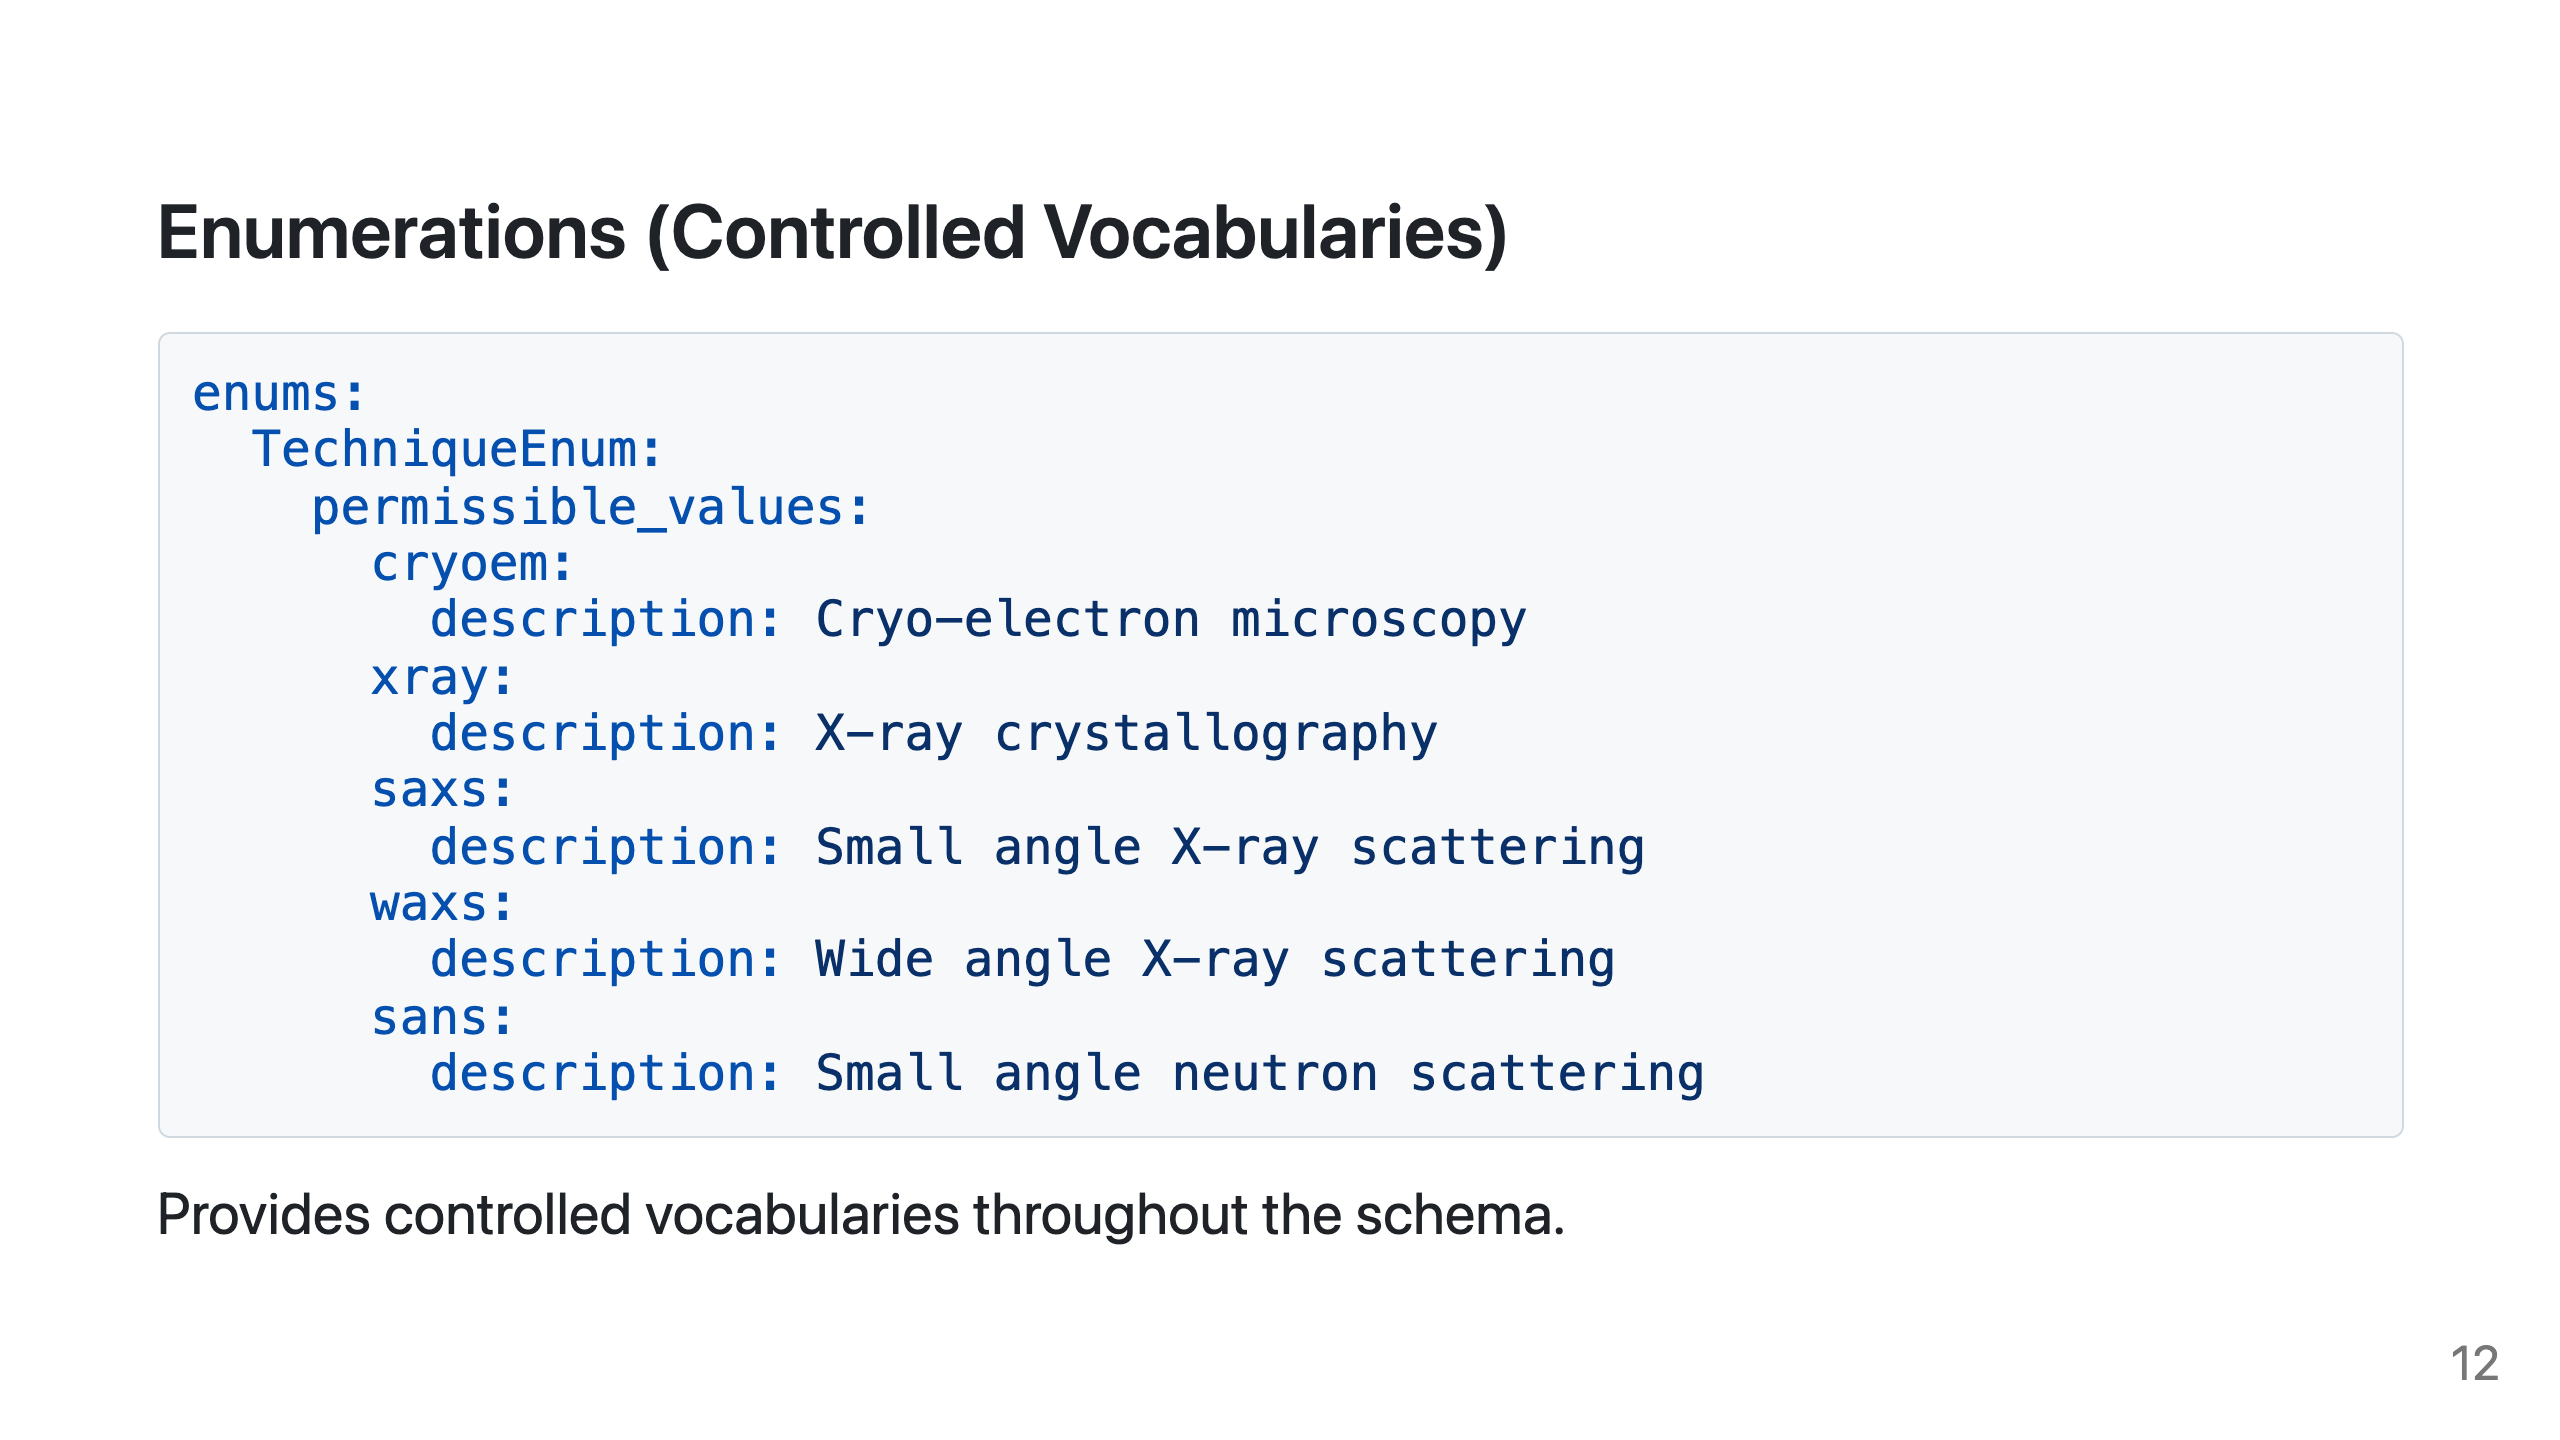 Enumerations (Controlled Vocabularies)
enums:
  TechniqueEnum:
    permissible_values:
      cryoem:
        description: Cryo-electron microscopy
      xray:
        description: X-ray crystallography
      saxs:
        description: Small angle X-ray scattering
      waxs:
        description: Wide angle X-ray scattering
      sans:
        description: Small angle neutron scattering
Provides controlled vocabularies throughout the schema.
12